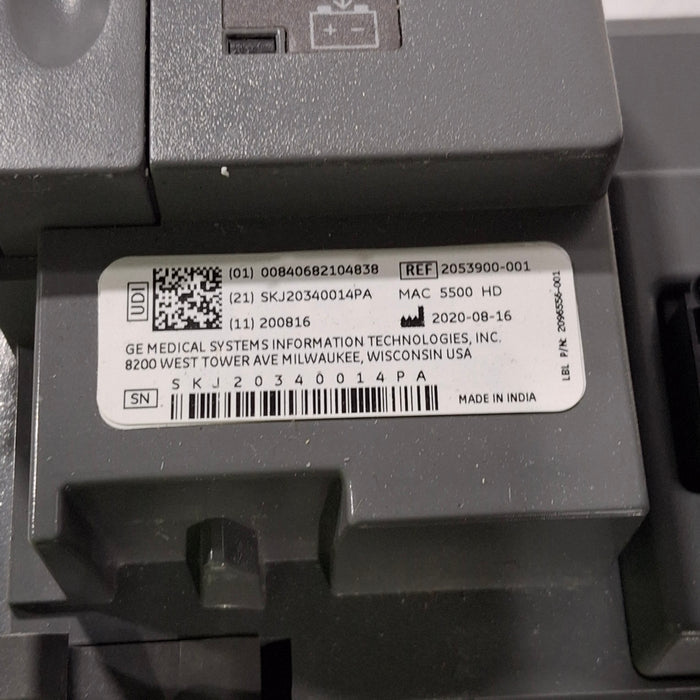 UDI
(01) 00840682104838 REF 2053900-001
(21) SKJ20340014PA MAC 5500 HD
(11) 200816 2020-08-16
GE MEDICAL SYSTEMS INFORMATION TECHNOLOGIES, INC.
8200 WEST TOWER AVE MILWAUKEE, WISCONSIN USA
SKJ20340014PA
SN
MADE IN INDIA
LBL P/N: 2096556-001